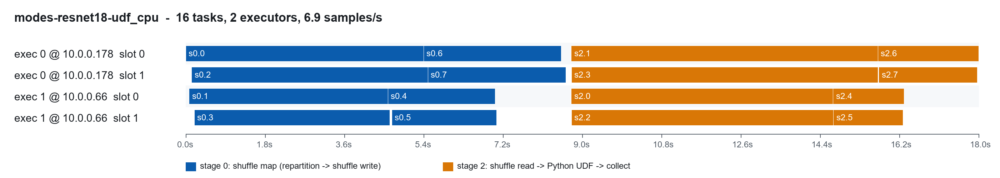 modes-resnet18-udf_cpu - 16 tasks, 2 executors, 6.9 samples/s
exec 0 @ 10.0.0.178 slot 0
s0.0 s0.6 s2.1 s2.6
exec 0 @ 10.0.0.178 slot 1
s0.2 s0.7 s2.3 s2.7
exec 1 @ 10.0.0.66 slot 0
s0.1 s0.4 s2.0 s2.4
exec 1 @ 10.0.0.66 slot 1
s0.3 s0.5 s2.2 s2.5
0.0s 1.8s 3.6s 5.4s 7.2s 9.0s 10.8s 12.6s 14.4s 16.2s 18.0s
stage 0: shuffle map (repartition -> shuffle write)
stage 2: shuffle read -> Python UDF -> collect